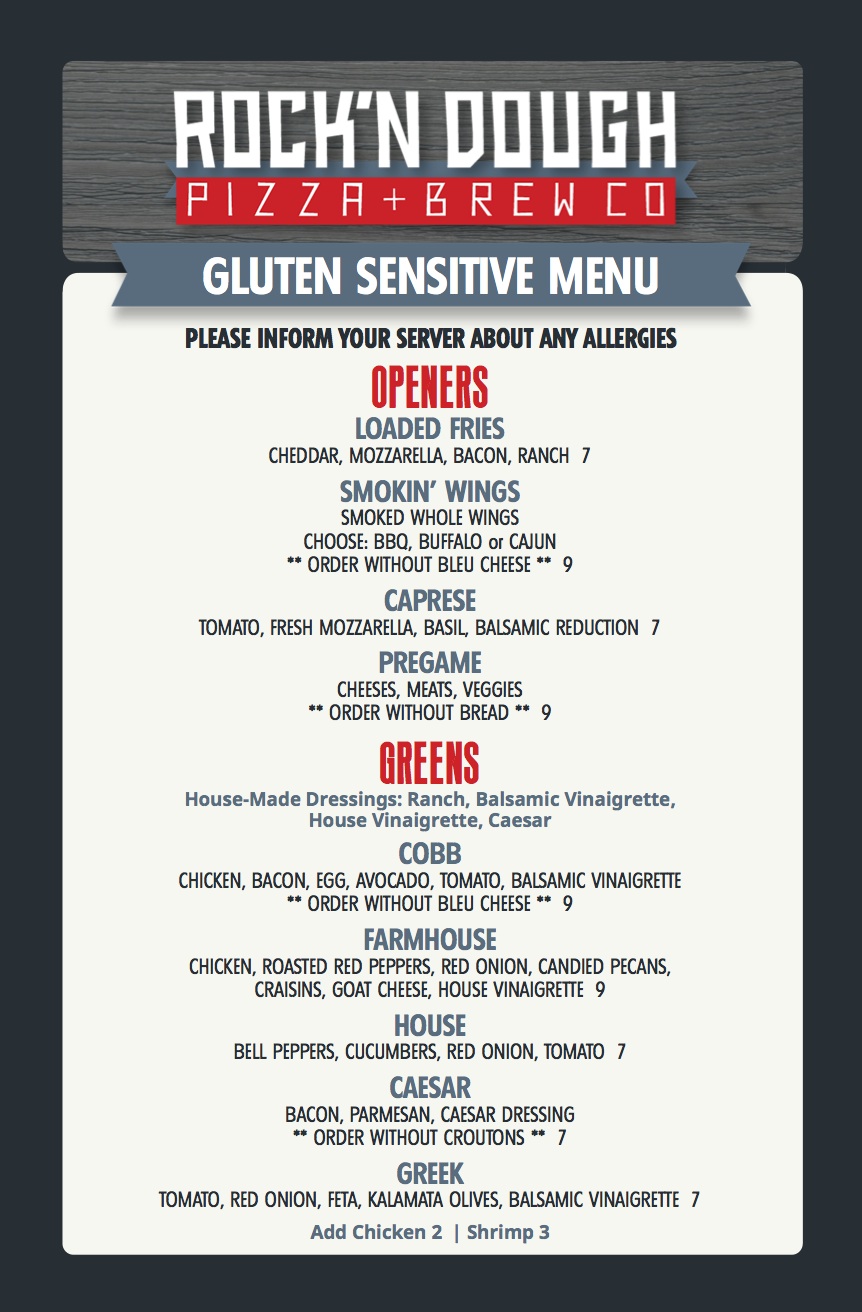 ROCK'N DOUGH
PIZZA + BREW CO
GLUTEN SENSITIVE MENU
PLEASE INFORM YOUR SERVER ABOUT ANY ALLERGIES
OPENERS
LOADED FRIES
CHEDDAR, MOZZARELLA, BACON, RANCH 7
SMOKIN' WINGS
SMOKED WHOLE WINGS
CHOOSE: BBQ, BUFFALO or CAJUN
** ORDER WITHOUT BLEU CHEESE ** 9
CAPRESE
TOMATO, FRESH MOZZARELLA, BASIL, BALSAMIC REDUCTION 7
PREGAME
CHEESES, MEATS, VEGGIES
** ORDER WITHOUT BREAD ** 9
GREENS
House-Made Dressings: Ranch, Balsamic Vinaigrette,
House Vinaigrette, Caesar
COBB
CHICKEN, BACON, EGG, AVOCADO, TOMATO, BALSAMIC VINAIGRETTE
** ORDER WITHOUT BLEU CHEESE ** 9
FARMHOUSE
CHICKEN, ROASTED RED PEPPERS, RED ONION, CANDIED PECANS,
CRAISINS, GOAT CHEESE, HOUSE VINAIGRETTE 9
HOUSE
BELL PEPPERS, CUCUMBERS, RED ONION, TOMATO 7
CAESAR
BACON, PARMESAN, CAESAR DRESSING
** ORDER WITHOUT CROUTONS ** 7
GREEK
TOMATO, RED ONION, FETA, KALAMATA OLIVES, BALSAMIC VINAIGRETTE 7
Add Chicken 2 | Shrimp 3